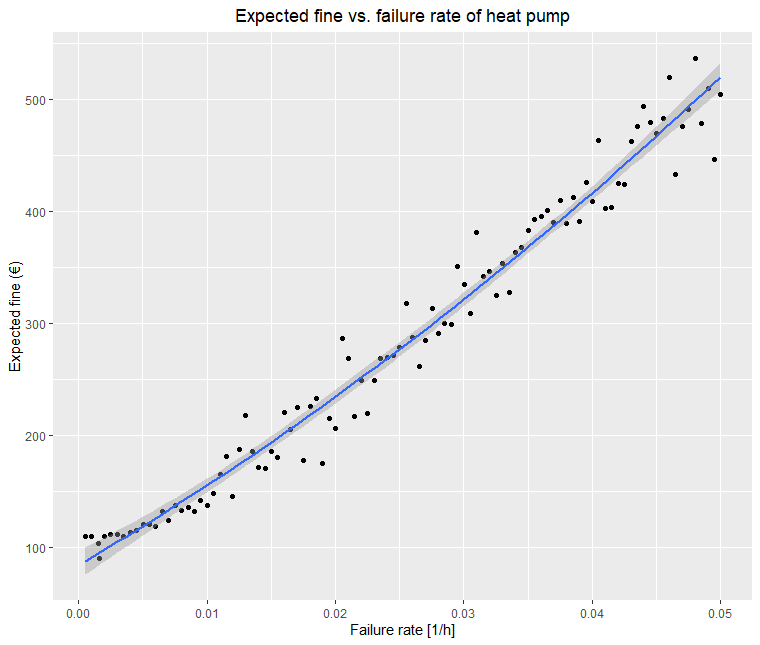 Expected fine vs. failure rate of heat pump
Expected fine (€)
500
400
300
200
100
0.00 0.01 0.02 0.03 0.04 0.05
Failure rate [1/h]